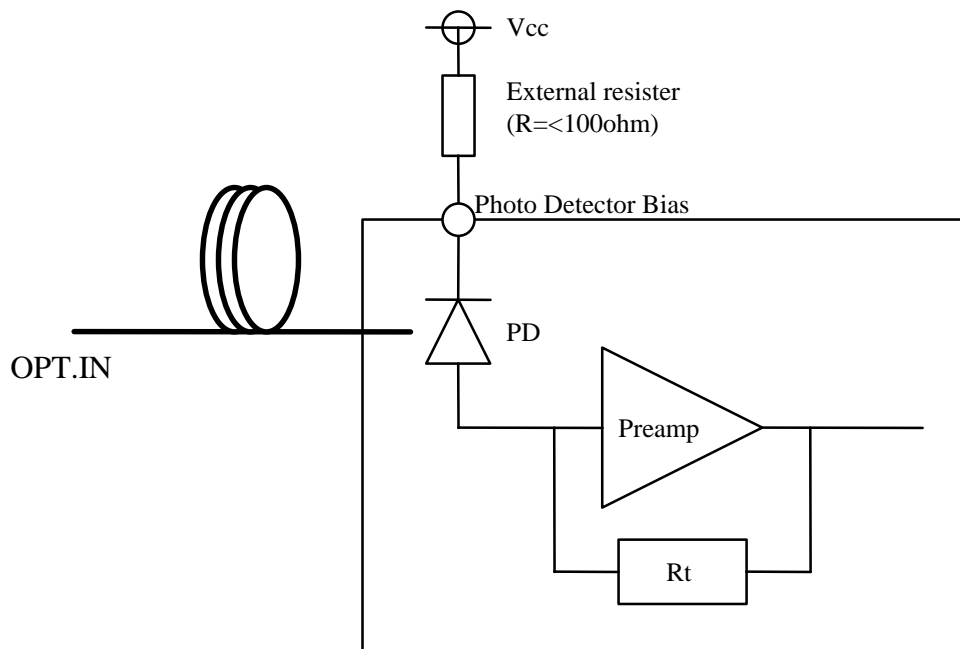 Vcc
External resister
(R=<100ohm)
Photo Detector Bias
PD
OPT.IN
Preamp
Rt